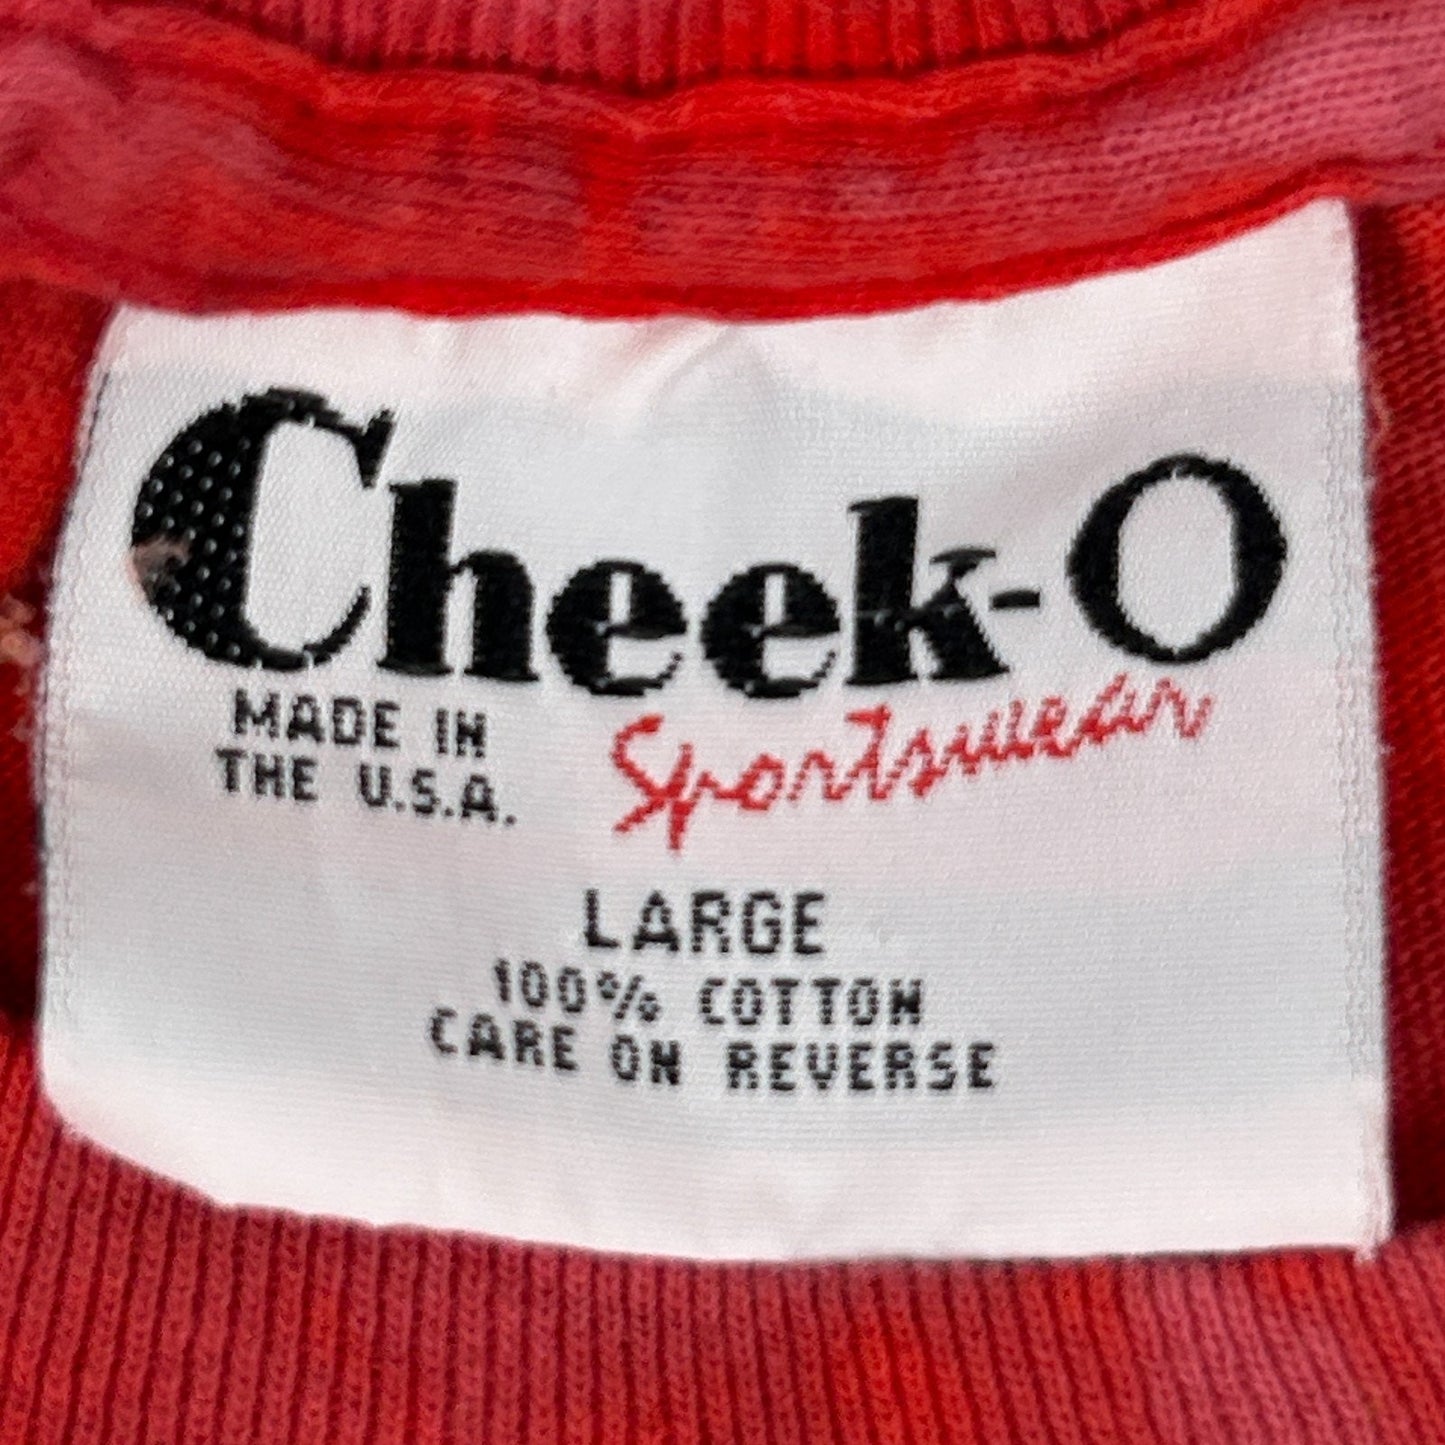 Cheek-O
MADE IN
THE U.S.A.
Sportswear
LARGE
100% COTTON
CARE ON REVERSE